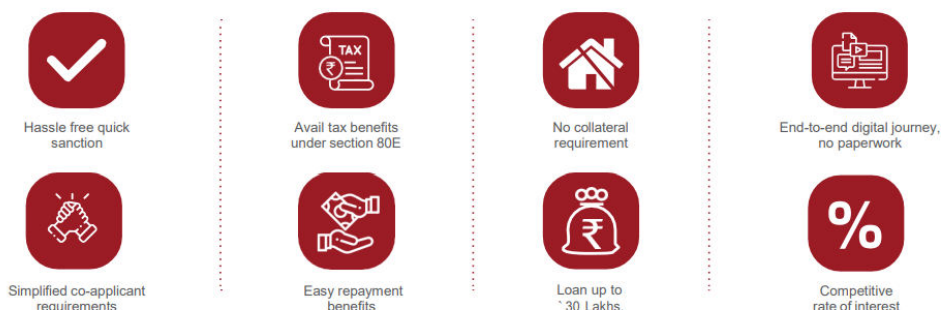 TAX
₹
Hassle free quick
sanction
Avail tax benefits
under section 80E
No collateral
requirement
End-to-end digital journey,
no paperwork
₹
%
Simplified co-applicant
requirements
Easy repayment
benefits
Loan up to
`30 Lakhs.
Competitive
rate of interest